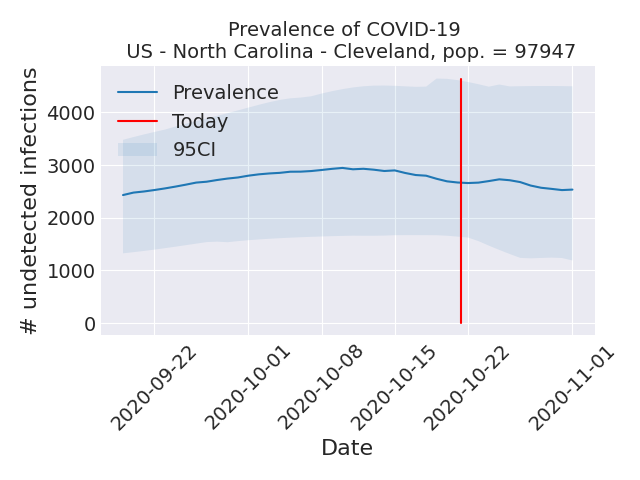 Prevalence of COVID-19
US - North Carolina - Cleveland, pop. = 97947
# undetected infections
4000
3000
2000
1000
0
Prevalence
Today
95CI
2020-09-22
2020-10-01
2020-10-08
2020-10-15
2020-10-22
2020-11-01
Date